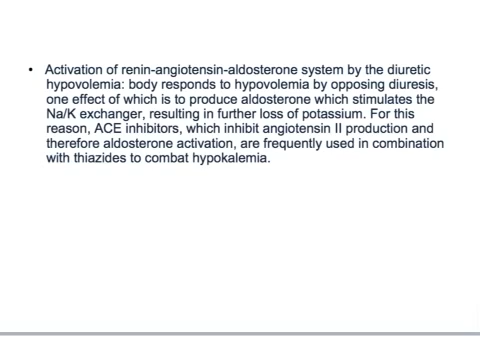 • Activation of renin-angiotensin-aldosterone system by the diuretic
hypovolemia: body responds to hypovolemia by opposing diuresis,
one effect of which is to produce aldosterone which stimulates the
Na/K exchanger, resulting in further loss of potassium. For this
reason, ACE inhibitors, which inhibit angiotensin II production and
therefore aldosterone activation, are frequently used in combination
with thiazides to combat hypokalemia.